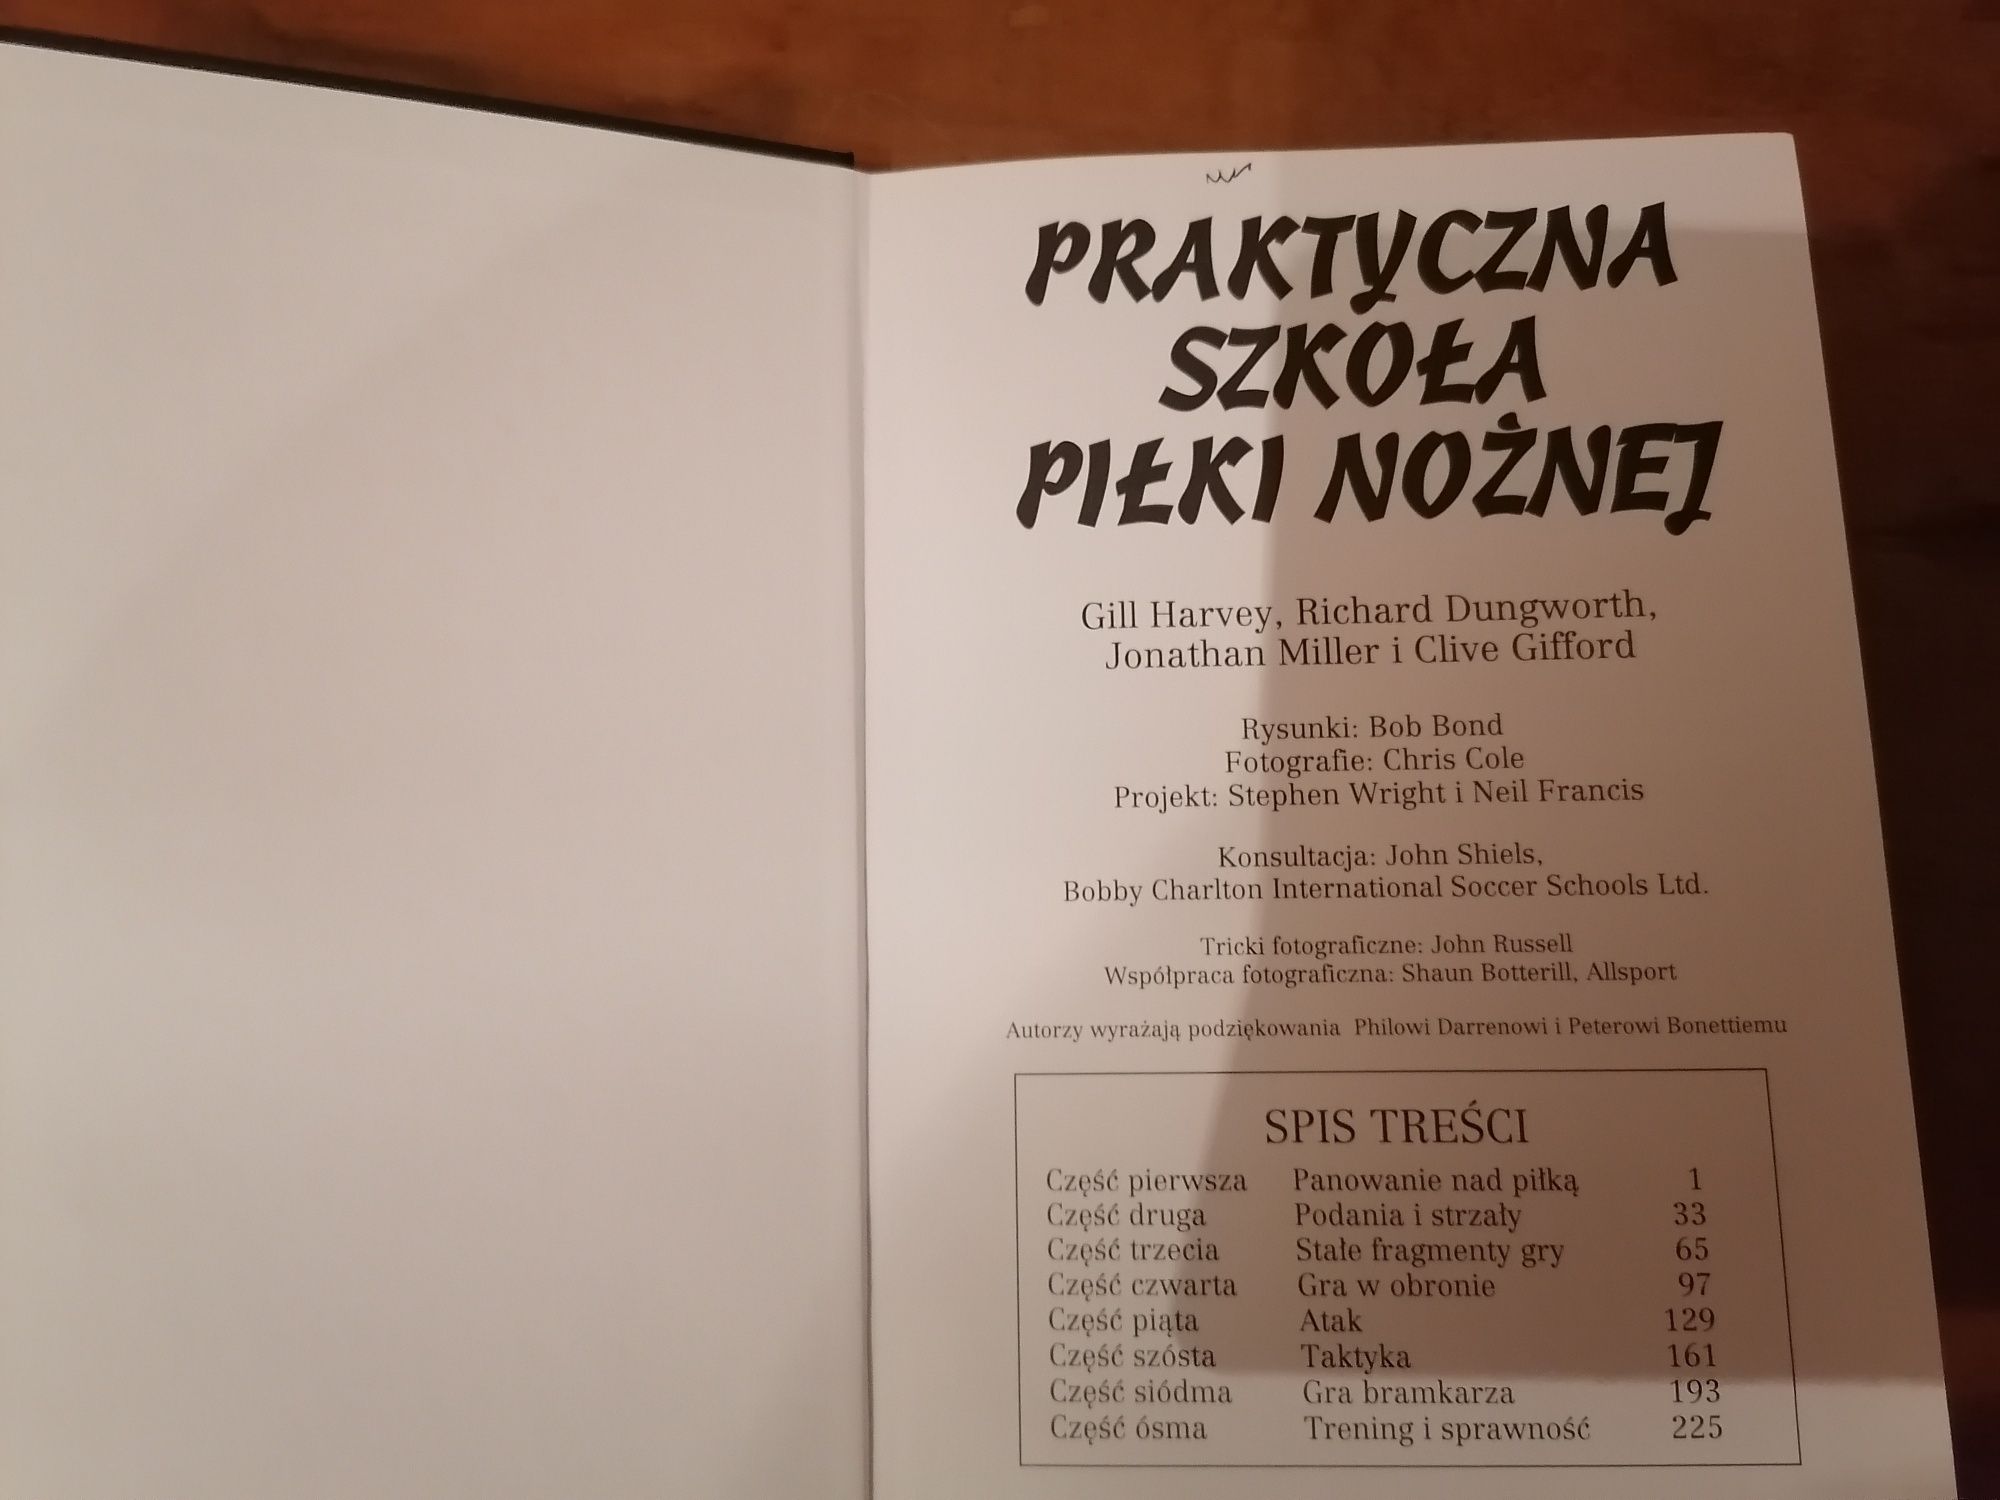 PRAKTYCZNA
SZKOŁA
PIŁKI NOŻNEJ
Gill Harvey, Richard Dungworth,
Jonathan Miller i Clive Gifford
Rysunki: Bob Bond
Fotografie: Chris Cole
Projekt: Stephen Wright i Neil Francis
Konsultacja: John Shiels,
Bobby Charlton International Soccer Schools Ltd.
Tricki fotograficzne: John Russell
Współpraca fotograficzna: Shaun Botterill, Allsport
Autorzy wyrażają podziękowania Philowi Darrenowi i Peterowi Bonettiemu
SPIS TREŚCI
Część pierwsza Panowanie nad piłką 1
Część druga Podania i strzały 33
Część trzecia Stałe fragmenty gry 65
Część czwarta Gra w obronie 97
Część piąta Atak 129
Część szósta Taktyka 161
Część siódma Gra bramkarza 193
Część ósma Trening i sprawność 225